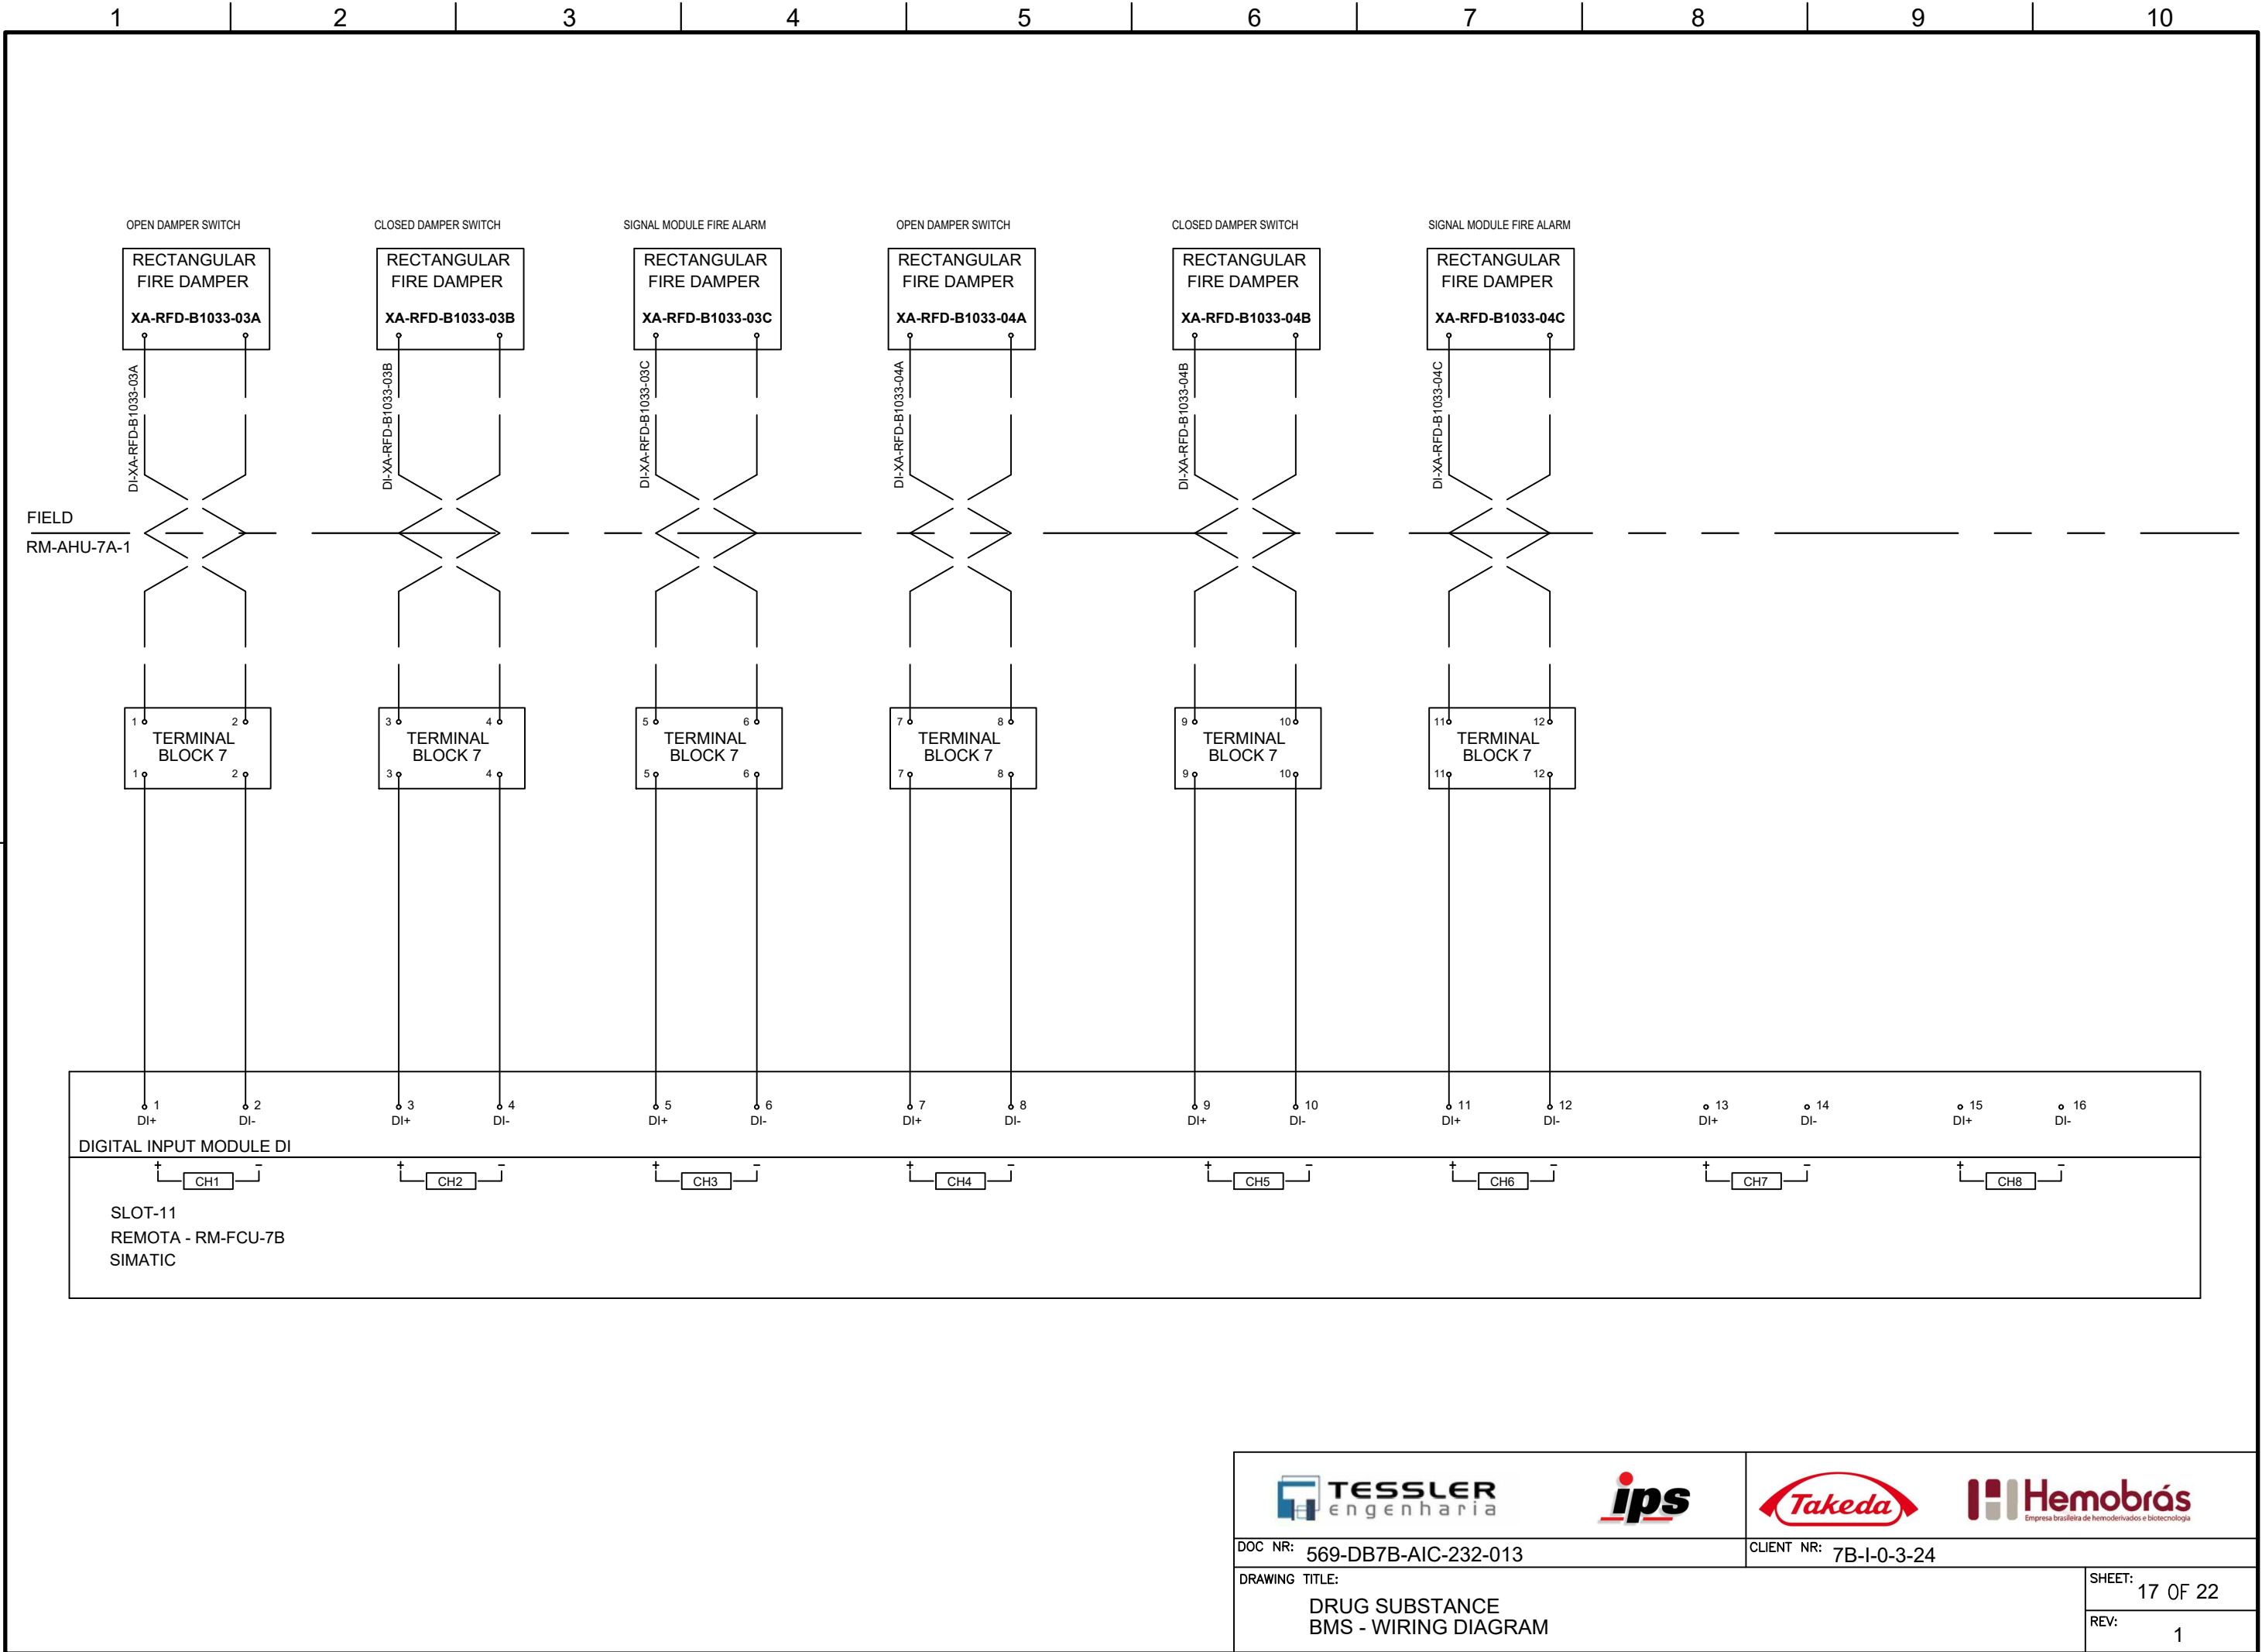 1 2 3 4 5 6 7 8 9 10
OPEN DAMPER SWITCH
CLOSED DAMPER SWITCH
SIGNAL MODULE FIRE ALARM
OPEN DAMPER SWITCH
CLOSED DAMPER SWITCH
SIGNAL MODULE FIRE ALARM
RECTANGULAR
FIRE DAMPER
XA-RFD-B1033-03A
RECTANGULAR
FIRE DAMPER
XA-RFD-B1033-03B
RECTANGULAR
FIRE DAMPER
XA-RFD-B1033-03C
RECTANGULAR
FIRE DAMPER
XA-RFD-B1033-04A
RECTANGULAR
FIRE DAMPER
XA-RFD-B1033-04B
RECTANGULAR
FIRE DAMPER
XA-RFD-B1033-04C
DI-XA-RFD-B1033-03A
DI-XA-RFD-B1033-03B
DI-XA-RFD-B1033-03C
DI-XA-RFD-B1033-04A
DI-XA-RFD-B1033-04B
DI-XA-RFD-B1033-04C
FIELD
RM-AHU-7A-1
1 2
TERMINAL
BLOCK 7
1 2
3 4
TERMINAL
BLOCK 7
3 4
5 6
TERMINAL
BLOCK 7
5 6
7 8
TERMINAL
BLOCK 7
7 8
9 10
TERMINAL
BLOCK 7
9 10
11 12
TERMINAL
BLOCK 7
11 12
1 2 3 4 5 6 7 8 9 10 11 12 13 14 15 16
DI+ DI- DI+ DI- DI+ DI- DI+ DI- DI+ DI- DI+ DI- DI+ DI- DI+ DI-
DIGITAL INPUT MODULE DI
+ - + - + - + - + - + - + - + -
CH1 CH2 CH3 CH4 CH5 CH6 CH7 CH8
SLOT-11
REMOTA - RM-FCU-7B
SIMATIC
TESSLER
engenharia
ips
Takeda
Hemobrás
Empresa brasileira de hemoderivados e biotecnologia
DOC NR: 569-DB7B-AIC-232-013
CLIENT NR: 7B-I-0-3-24
DRAWING TITLE:
DRUG SUBSTANCE
BMS - WIRING DIAGRAM
SHEET: 17 OF 22
REV: 1